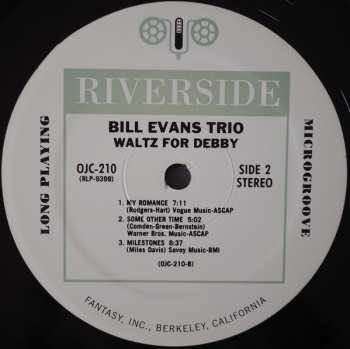 RIVERSIDE
BILL EVANS TRIO
WALTZ FOR DEBBY
LONG PLAYING
MICROGROOVE
OJC-210
(RLP-9399)
SIDE 2
STEREO
1. MY ROMANCE 7:11
(Rodgers-Hart) Vogue Music-ASCAP
2. SOME OTHER TIME 5:02
(Comden-Green-Bernstein)
Warner Bros. Music-ASCAP
3. MILESTONES 6:37
(Miles Davis) Savoy Music-BMI
(OJC-210-B)
FANTASY, INC., BERKELEY, CALIFORNIA